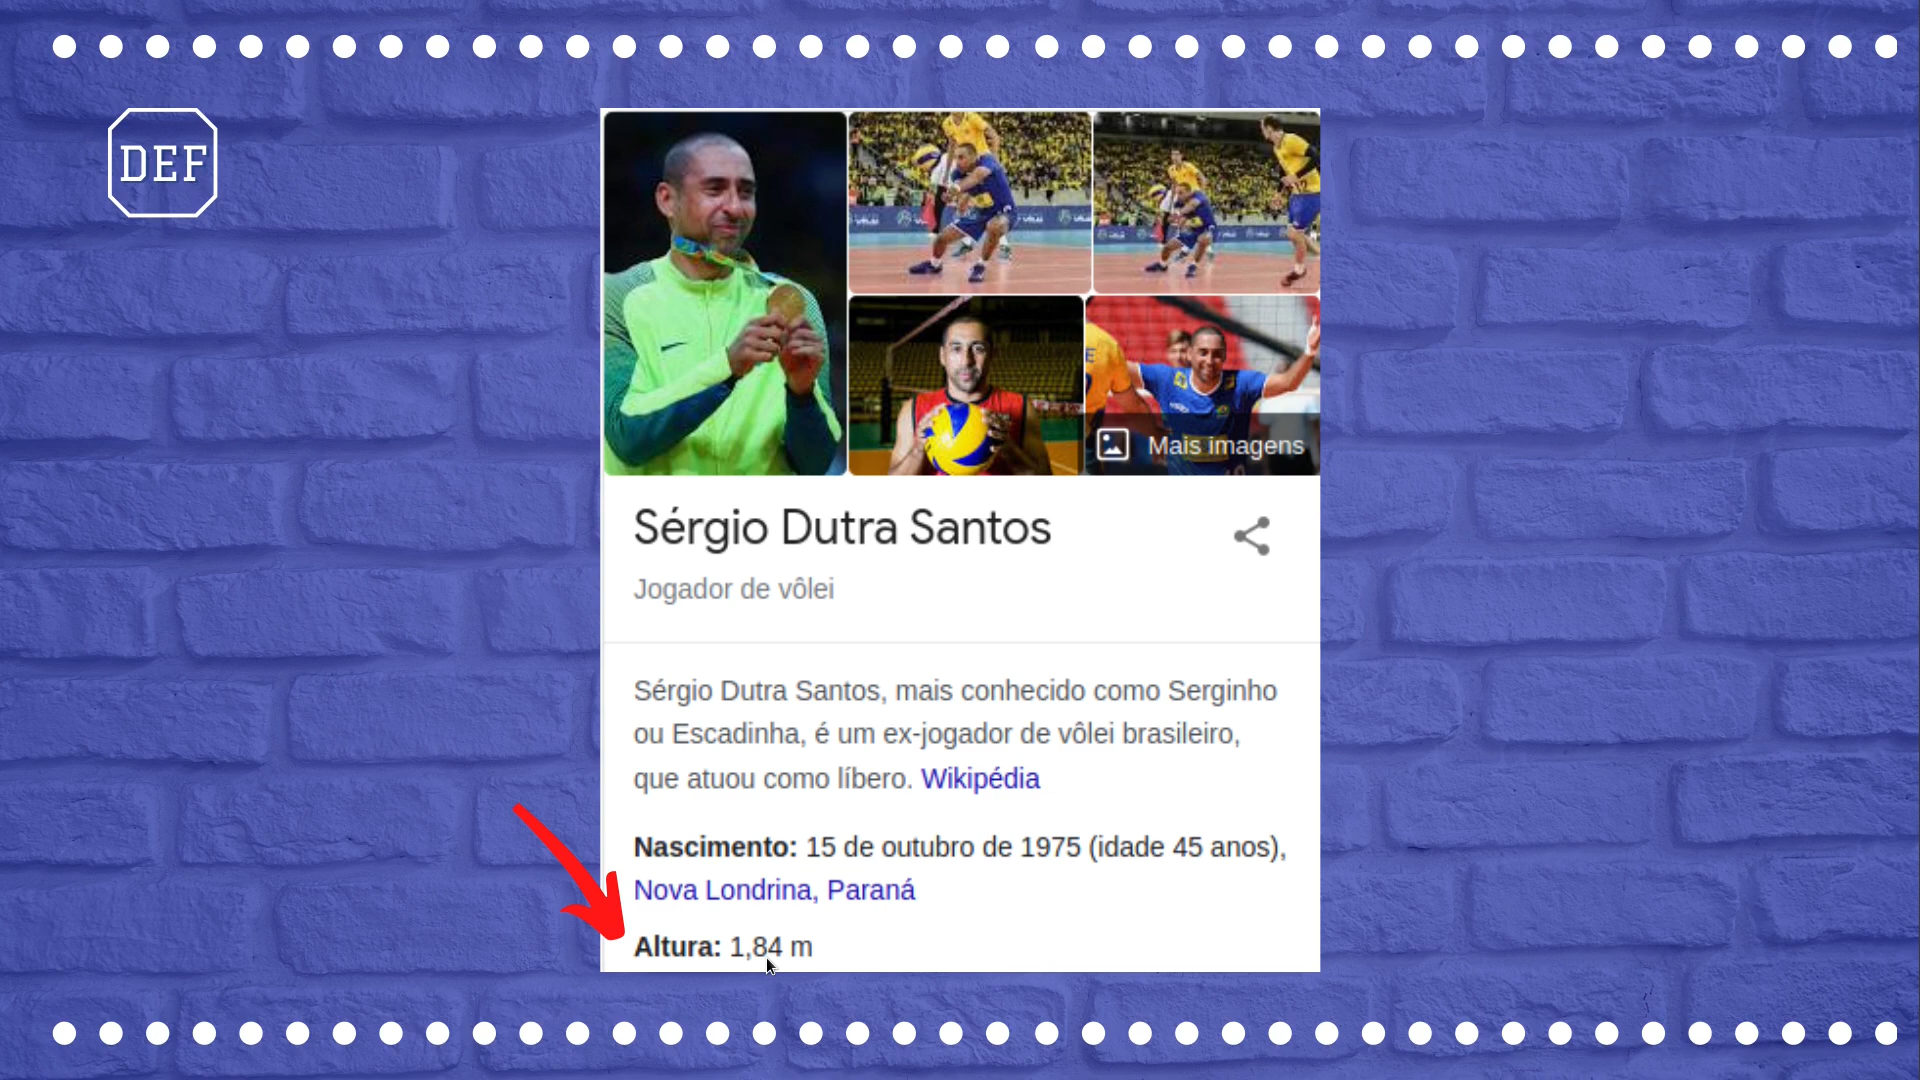 DEF
Mais imagens
Sérgio Dutra Santos
Jogador de vôlei
Sérgio Dutra Santos, mais conhecido como Serginho
ou Escadinha, é um ex-jogador de vôlei brasileiro,
que atuou como líbero. Wikipédia
Nascimento: 15 de outubro de 1975 (idade 45 anos),
Nova Londrina, Paraná
Altura: 1,84 m